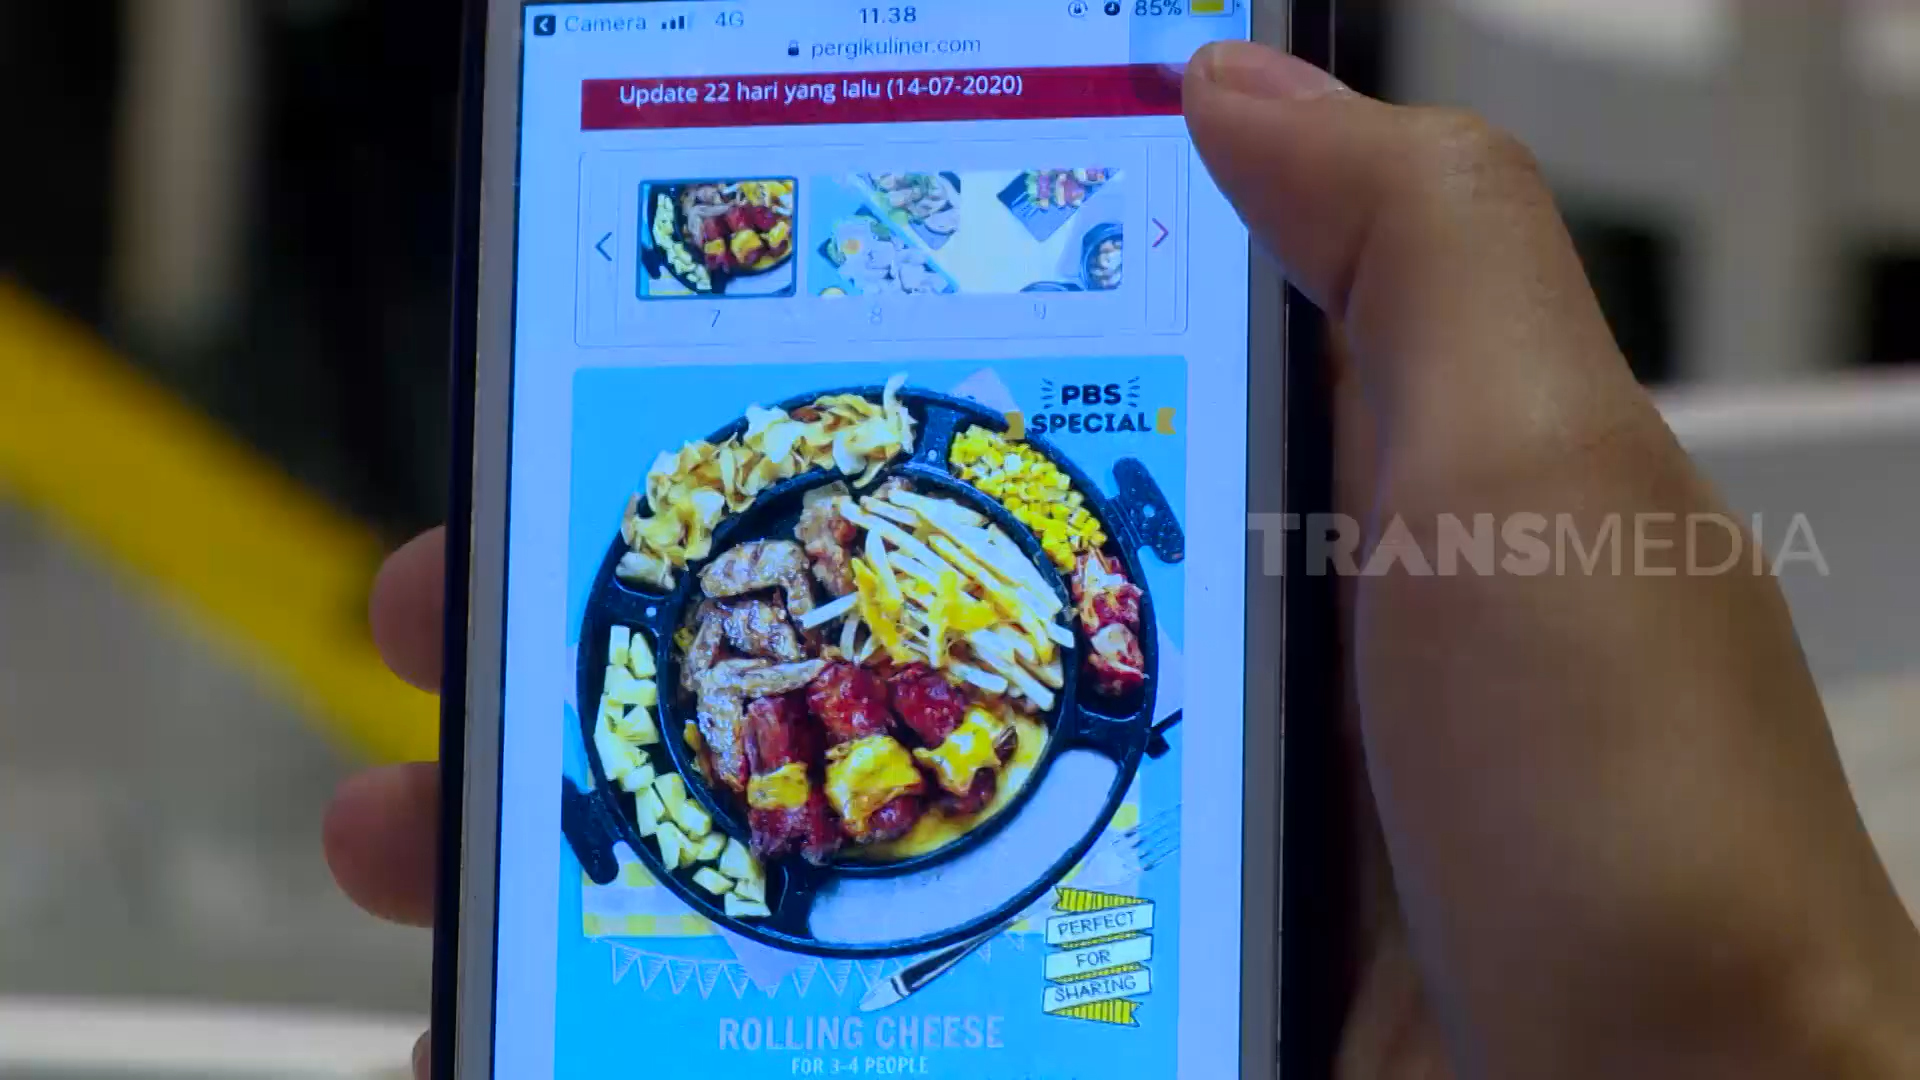 Camera 4G 11.38 85%
pergikuliner.com
Update 22 hari yang lalu (14-07-2020)
7 8 9
PBS
SPECIAL
TRANSMEDIA
PERFECT
FOR
SHARING
ROLLING CHEESE
FOR 3-4 PEOPLE